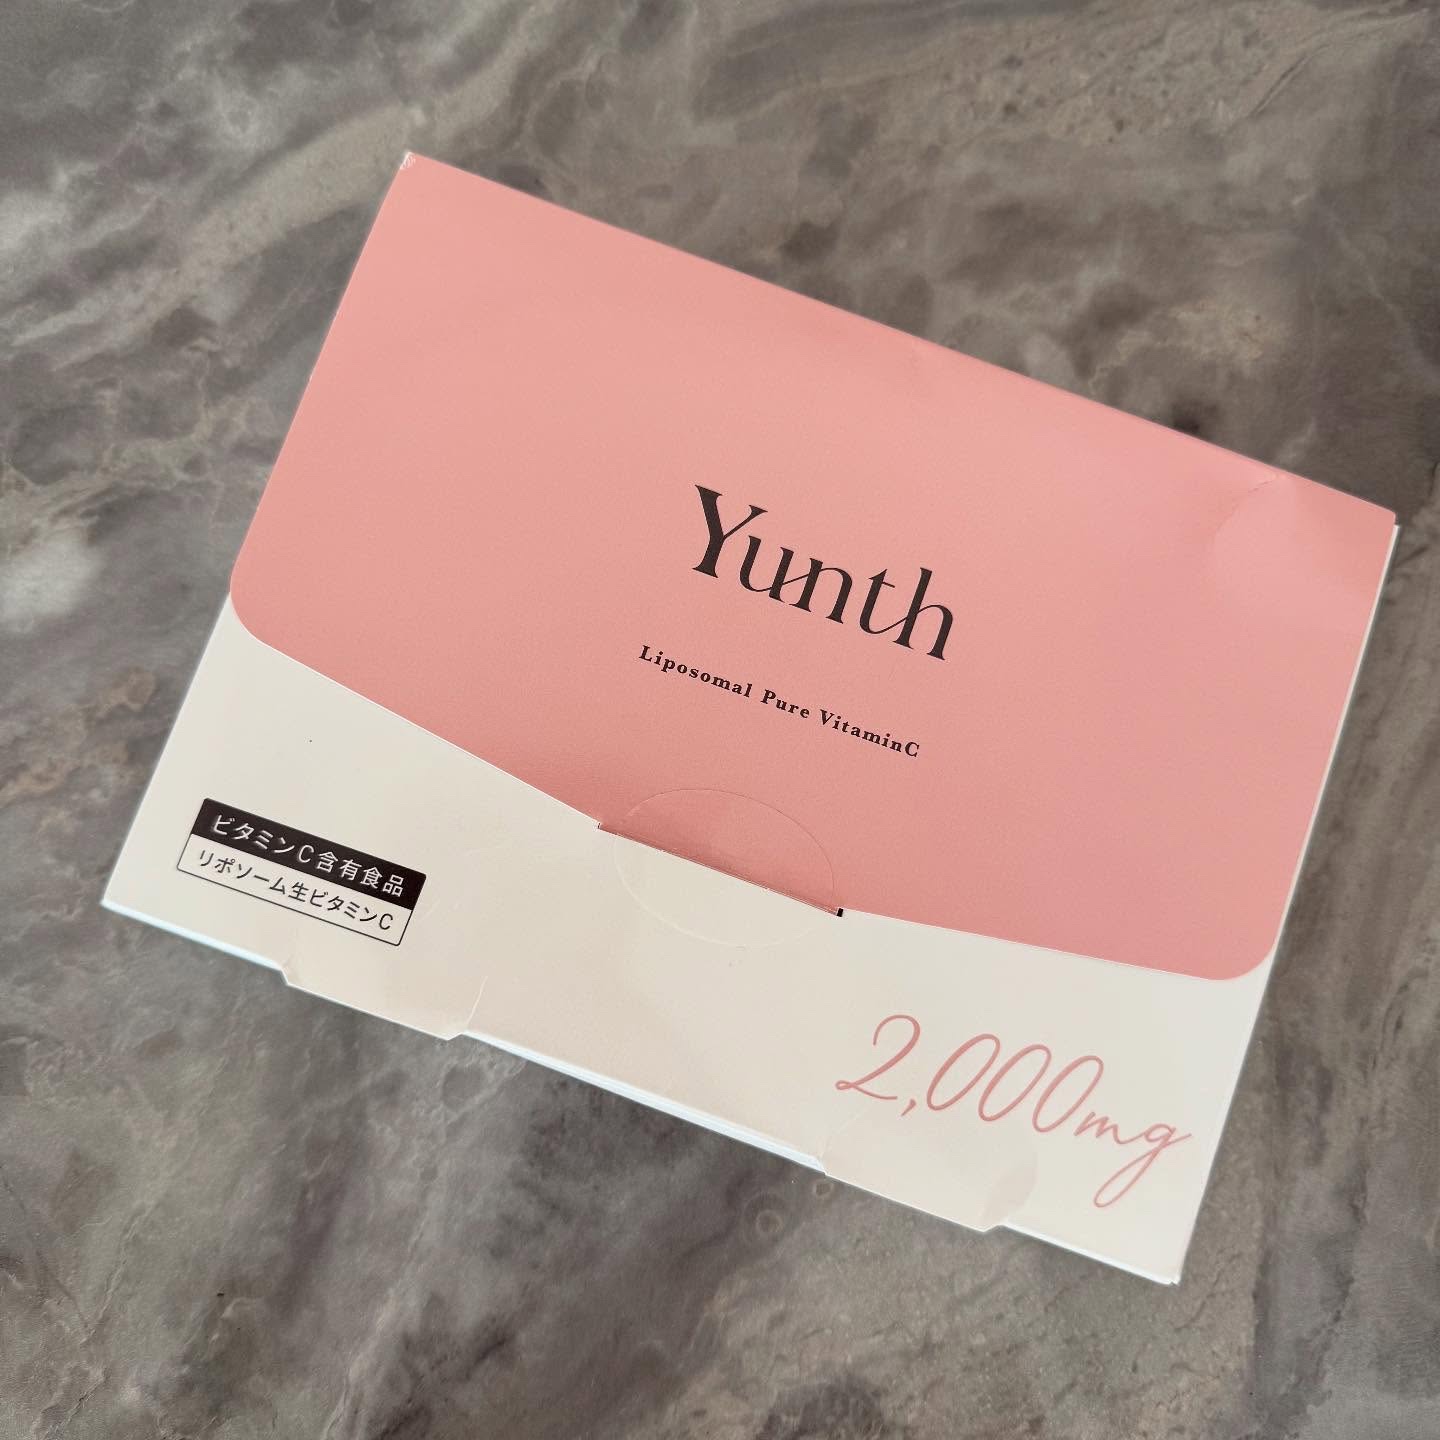 Yunth
Liposomal Pure VitaminC
ビタミンC含有食品
リポソーム生ビタミンC
2,000mg